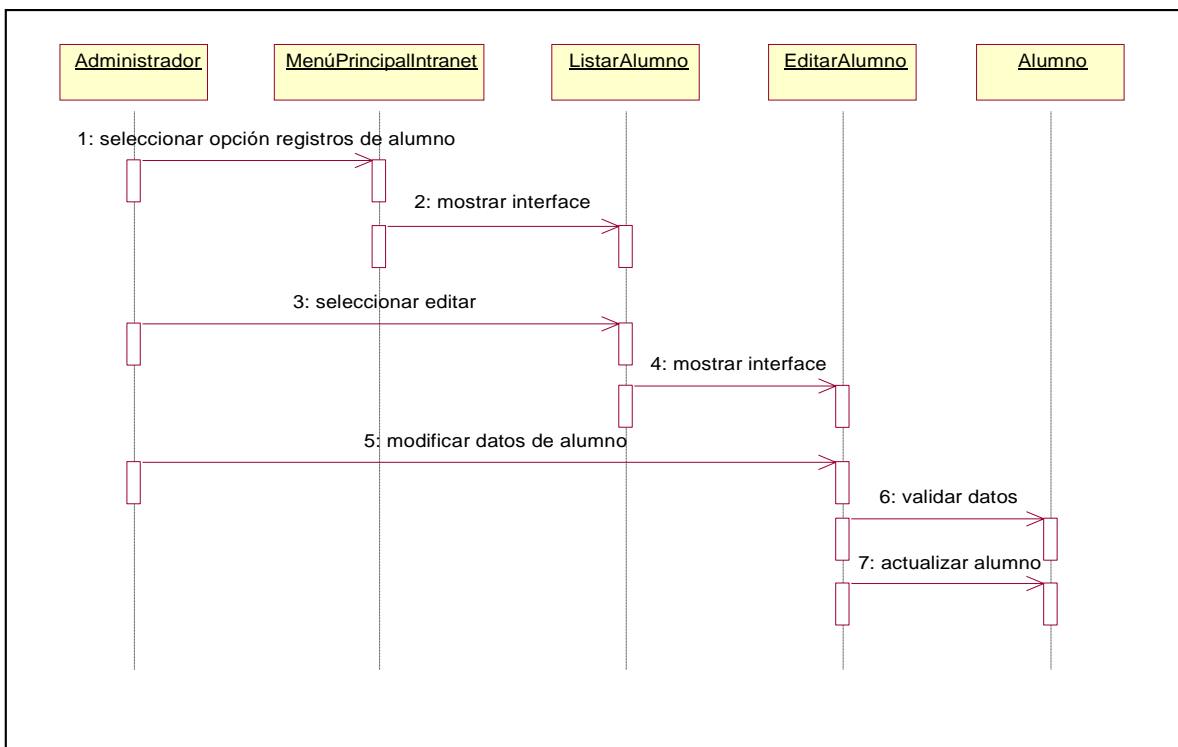 Administrador
MenúPrincipalIntranet
ListarAlumno
EditarAlumno
Alumno
1: seleccionar opción registros de alumno
2: mostrar interface
3: seleccionar editar
4: mostrar interface
5: modificar datos de alumno
6: validar datos
7: actualizar alumno